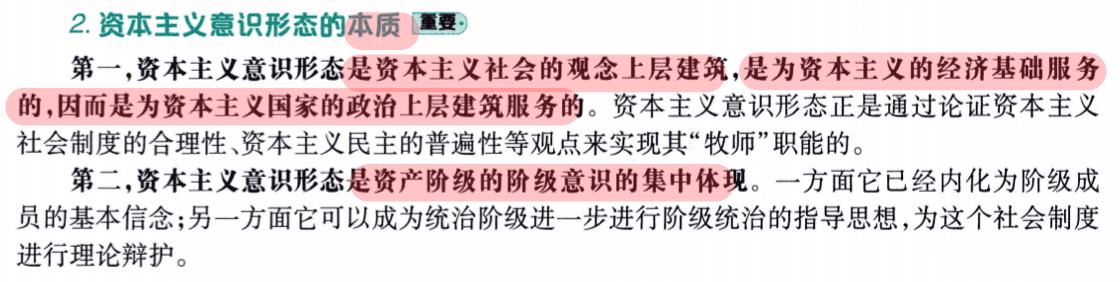 2. 资本主义意识形态的本质 重要
第一,资本主义意识形态是资本主义社会的观念上层建筑,是为资本主义的经济基础服务
的,因而是为资本主义国家的政治上层建筑服务的。资本主义意识形态正是通过论证资本主义
社会制度的合理性、资本主义民主的普遍性等观点来实现其“牧师”职能的。
第二,资本主义意识形态是资产阶级的阶级意识的集中体现。一方面它已经内化为阶级成
员的基本信念;另一方面它可以成为统治阶级进一步进行阶级统治的指导思想,为这个社会制度
进行理论辩护。